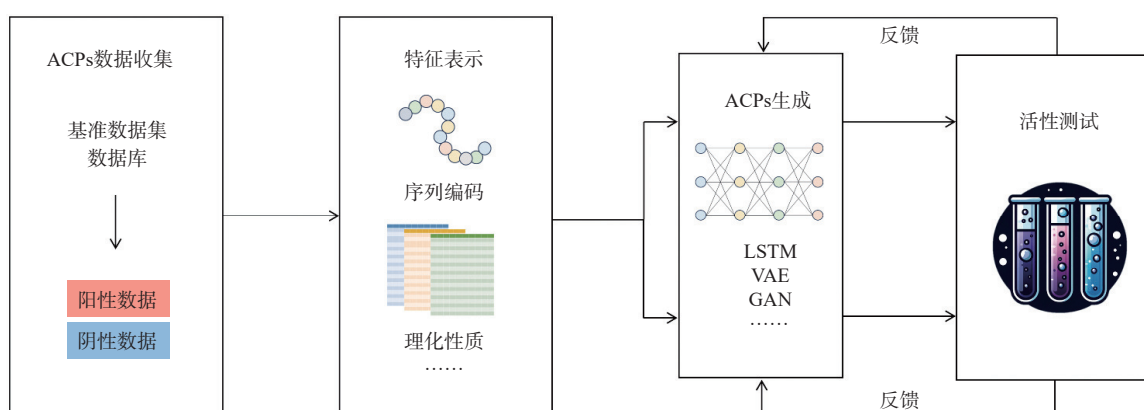 ACPs数据收集
基准数据集
数据库
阳性数据
阴性数据
特征表示
序列编码
理化性质
……
反馈
ACPs生成
LSTM
VAE
GAN
……
活性测试
反馈